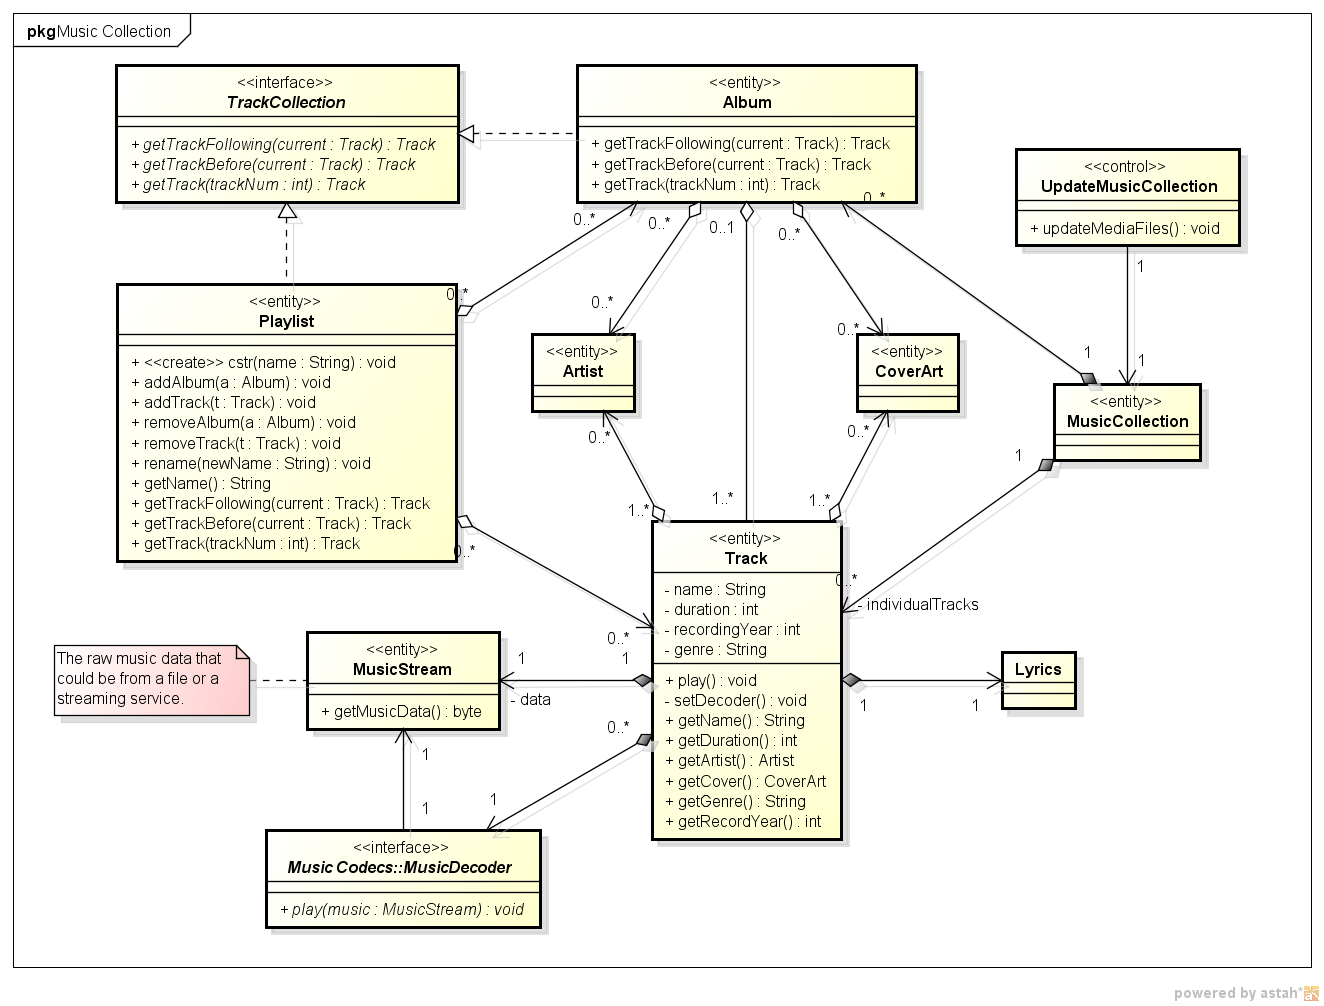 pkg Music Collection
<<interface>>
TrackCollection
+ getTrackFollowing(current : Track) : Track
+ getTrackBefore(current : Track) : Track
+ getTrack(trackNum : int) : Track
<<entity>>
Album
+ getTrackFollowing(current : Track) : Track
+ getTrackBefore(current : Track) : Track
+ getTrack(trackNum : int) : Track
<<control>>
UpdateMusicCollection
+ updateMediaFiles() : void
0..*
0..*
0..*
0..1
0..*
1
0..*
0..*
0..*
1
1
<<entity>>
Playlist
+ <<create>> cstr(name : String) : void
+ addAlbum(a : Album) : void
+ addTrack(t : Track) : void
+ removeAlbum(a : Album) : void
+ removeTrack(t : Track) : void
+ rename(newName : String) : void
+ getName() : String
+ getTrackFollowing(current : Track) : Track
+ getTrackBefore(current : Track) : Track
+ getTrack(trackNum : int) : Track
<<entity>>
Artist
<<entity>>
CoverArt
<<entity>>
MusicCollection
0..*
0..*
1
1..*
1..*
1..*
0..*
0..*
<<entity>>
Track
- name : String
- duration : int
- recordingYear : int
- genre : String
+ play() : void
- setDecoder() : void
+ getName() : String
+ getDuration() : int
+ getArtist() : Artist
+ getCover() : CoverArt
+ getGenre() : String
+ getRecordYear() : int
0..*
- individualTracks
The raw music data that
could be from a file or a
streaming service.
<<entity>>
MusicStream
+ getMusicData() : byte
1
1
- data
0..*
1
1
1
Lyrics
1
1
<<interface>>
Music Codecs::MusicDecoder
+ play(music : MusicStream) : void
powered by astah*